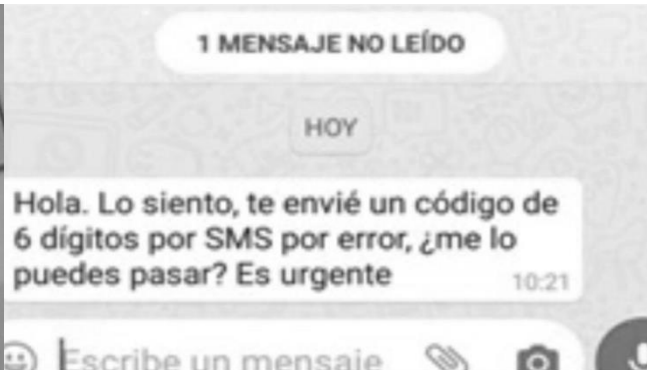 1 MENSAJE NO LEÍDO
HOY
Hola. Lo siento, te envié un código de
6 dígitos por SMS por error, ¿me lo
puedes pasar? Es urgente
10:21
Escribe un mensaje